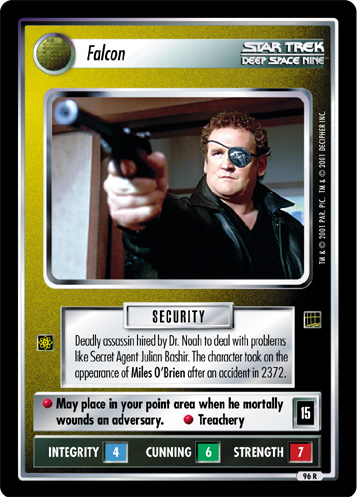 Falcon
STAR TREK
DEEP SPACE NINE
TM & © 2001 PAR. PIC. TM & © 2001 DECIPHER INC.
SECURITY
Deadly assassin hired by Dr. Noah to deal with problems
like Secret Agent Julian Bashir. The character took on the
appearance of Miles O'Brien after an accident in 2372.
• May place in your point area when he mortally
wounds an adversary. • Treachery
15
INTEGRITY 4 CUNNING 6 STRENGTH 7
96 R